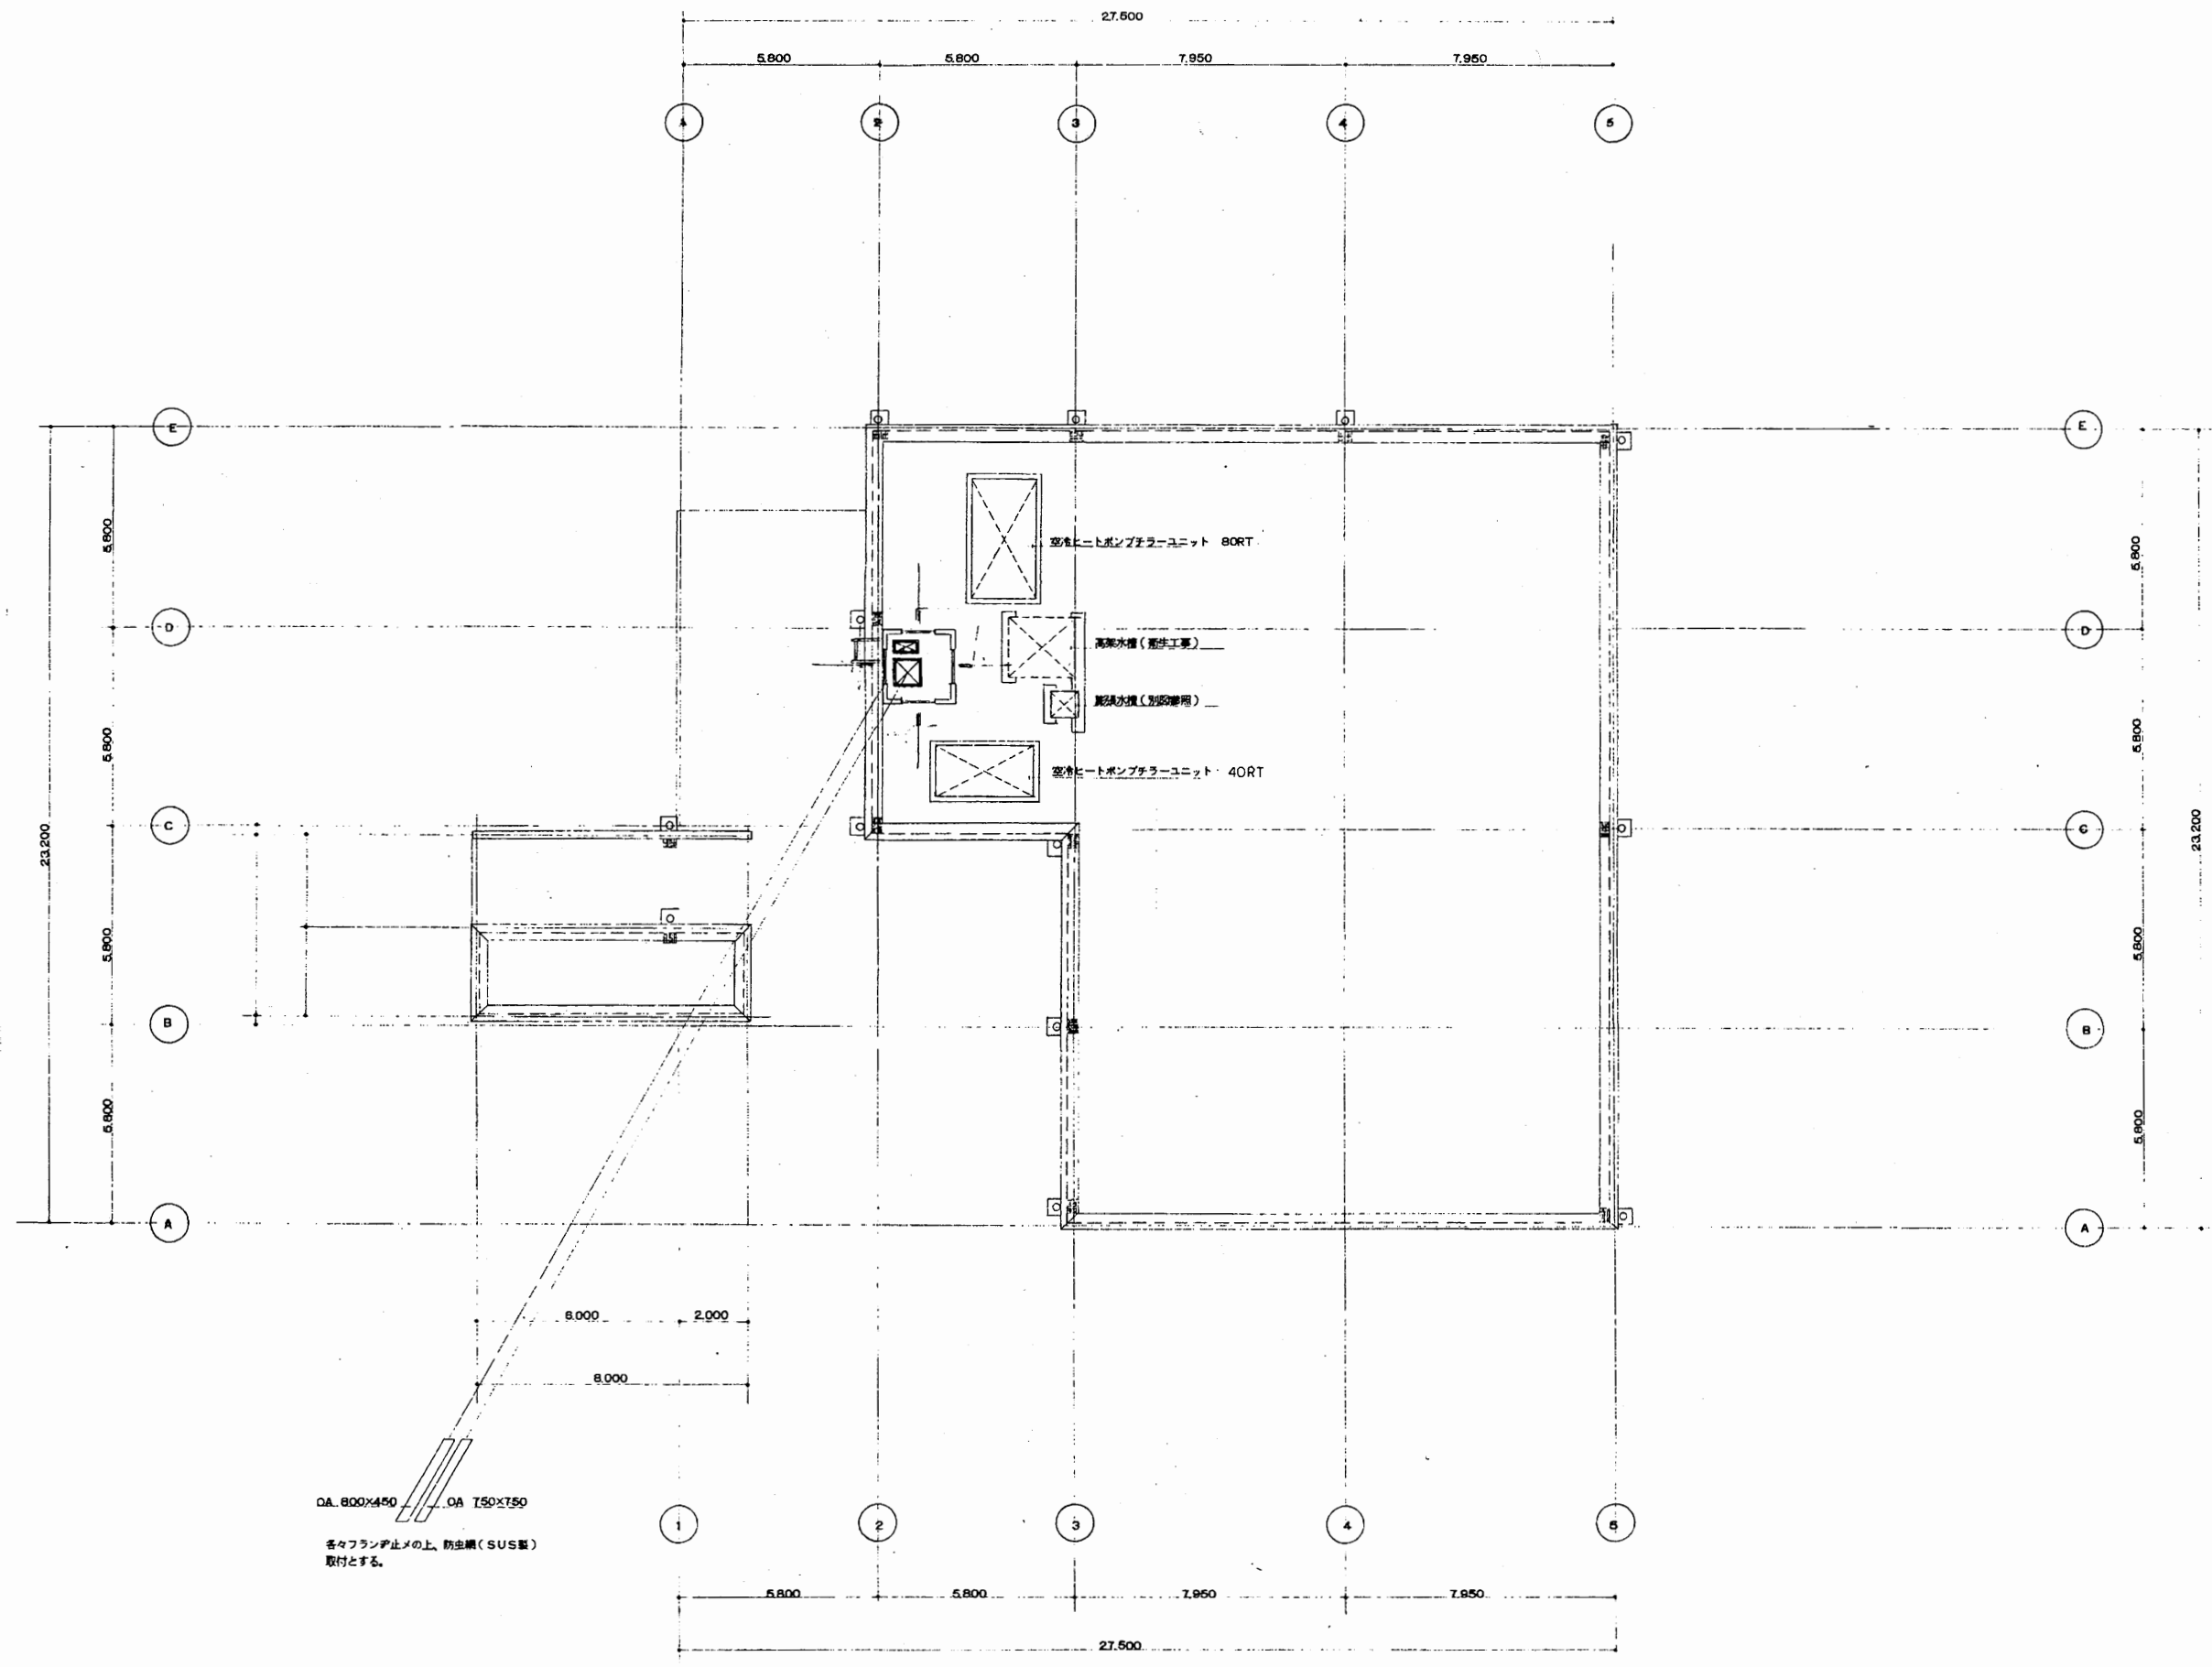 27.500
5.800 5.800 7.950 7.950
1 2 3 4 5
E E
5.800 5.800
空冷ヒートポンプチラーユニット 80RT
D D
高架水槽(衛生工事)
膨張水槽(別図参照)
5.800 5.800
空冷ヒートポンプチラーユニット 40RT
C C
23.200 23.200
5.800 5.800
B B
5.800 5.800
A A
6.000 2.000
8.000
OA 800×450 OA 750×750
1 2 3 4 5
各々フランヂ止メの上、防虫網(SUS製)
取付とする。
5.800 5.800 7.950 7.950
27.500